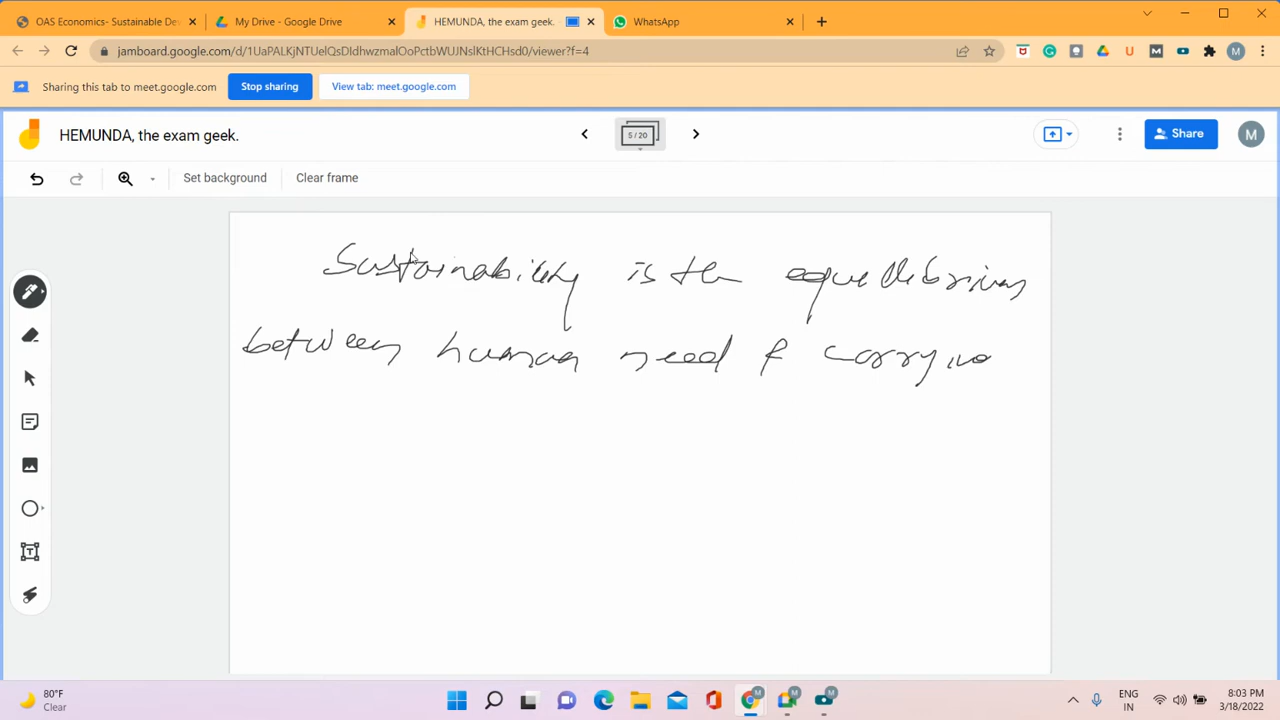 OAS Economics- Sustainable De
My Drive - Google Drive
HEMUNDA, the exam geek.
WhatsApp
jamboard.google.com/d/1UaPALKjNTUelQsDldhwzmalOoPctbWUJNslKtHCHsd0/viewer?f=4
Sharing this tab to meet.google.com
Stop sharing
View tab: meet.google.com
HEMUNDA, the exam geek.
5 / 20
Share
M
Set background
Clear frame
Sustainability is the
between human need & carryin
80°F
Clear
ENG
IN
8:03 PM
3/18/2022